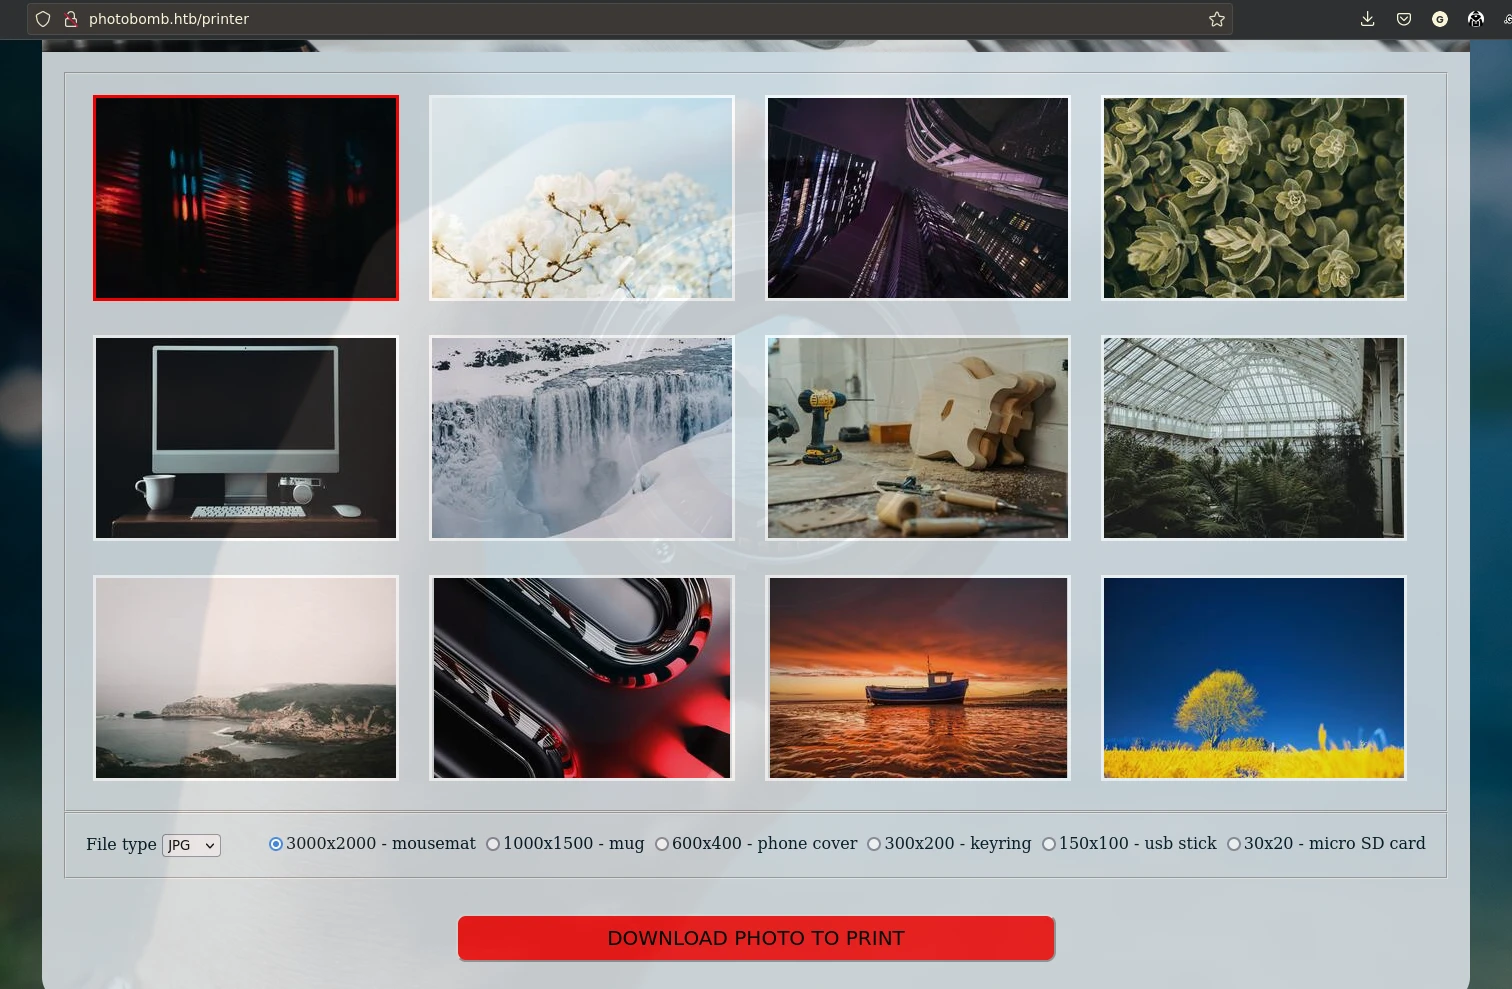 photobomb.htb/printer
File type JPG 3000x2000 - mousemat 1000x1500 - mug 600x400 - phone cover 300x200 - keyring 150x100 - usb stick 30x20 - micro SD card
DOWNLOAD PHOTO TO PRINT